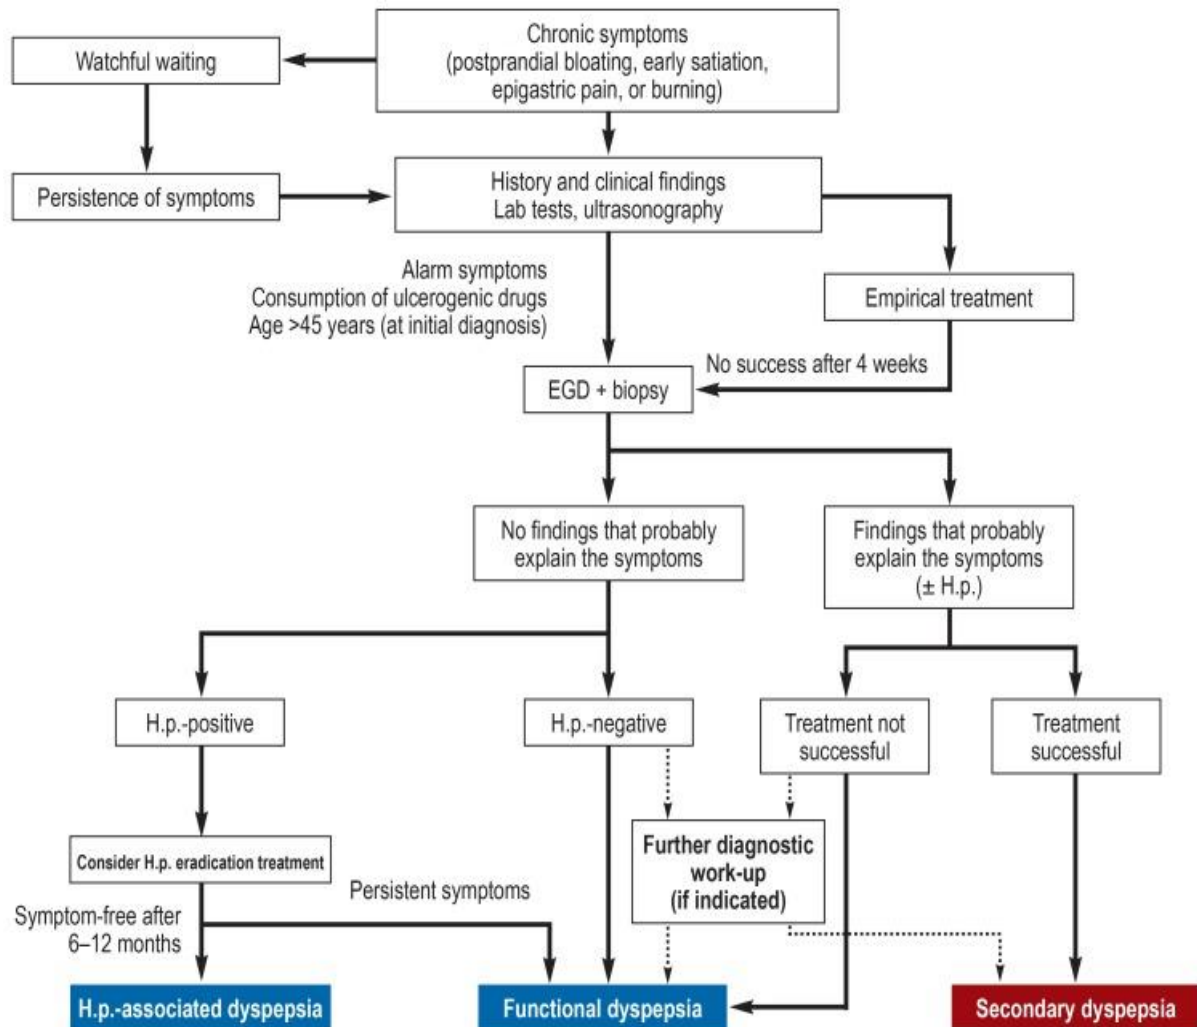 Chronic symptoms
(postprandial bloating, early satiation,
epigastric pain, or burning)
Watchful waiting
Persistence of symptoms
History and clinical findings
Lab tests, ultrasonography
Alarm symptoms
Consumption of ulcerogenic drugs
Age >45 years (at initial diagnosis)
Empirical treatment
No success after 4 weeks
EGD + biopsy
No findings that probably
explain the symptoms
Findings that probably
explain the symptoms
(± H.p.)
H.p.-positive
H.p.-negative
Treatment not
successful
Treatment
successful
Consider H.p. eradication treatment
Further diagnostic
work-up
(if indicated)
Persistent symptoms
Symptom-free after
6–12 months
H.p.-associated dyspepsia
Functional dyspepsia
Secondary dyspepsia